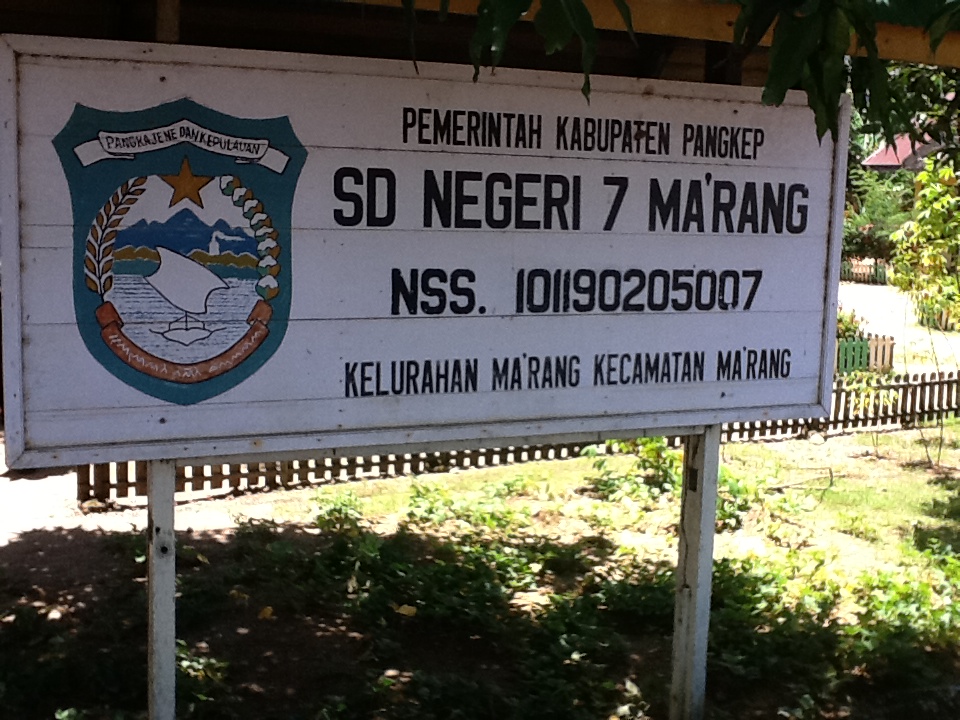 PANGKAJENE DAN KEPULAUAN
PEMERINTAH KABUPATEN PANGKEP
SD NEGERI 7 MA'RANG
NSS. 101190205007
KELURAHAN MA'RANG KECAMATAN MA'RANG